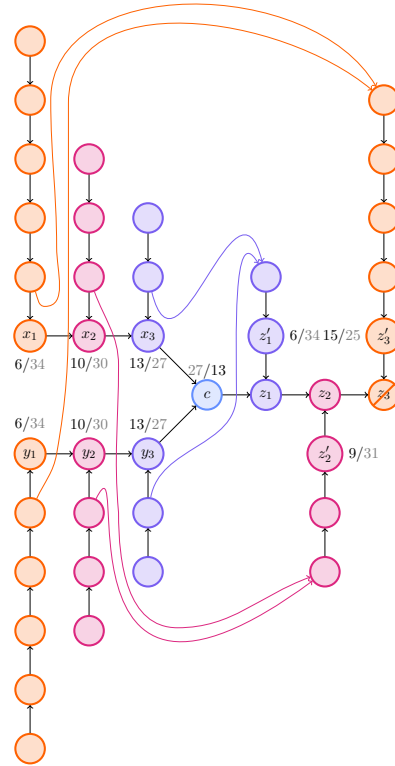 x₁ x₂ x₃ z′₁ 6/34 15/25 z′₃
6/34 10/30 13/27
27/13
c z₁ z₂ z₃
6/34 10/30 13/27
y₁ y₂ y₃ z′₂ 9/31